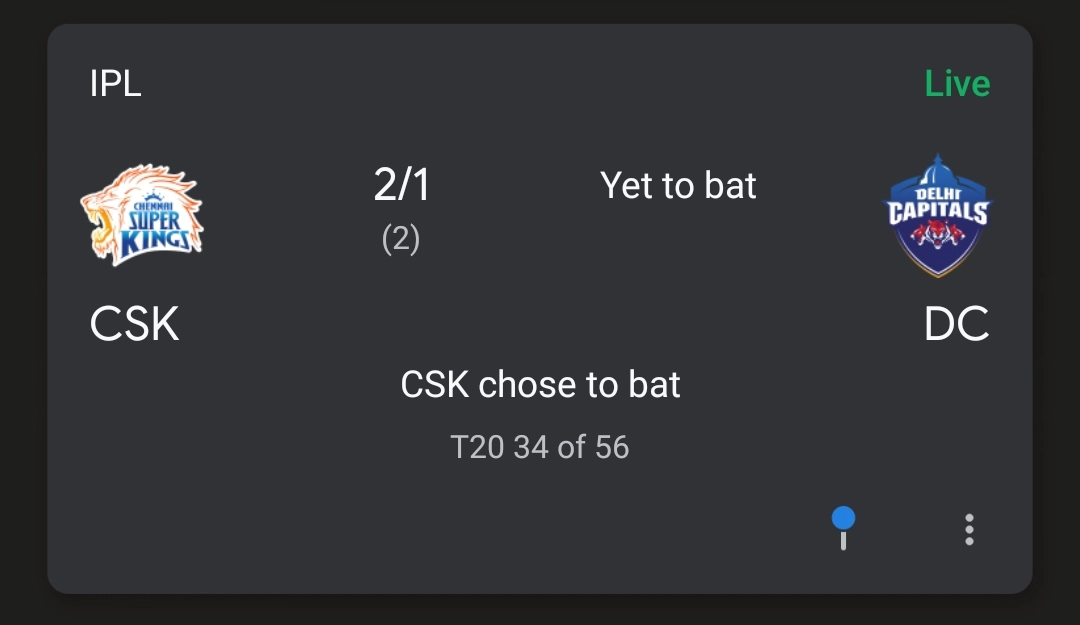 IPL Live
CHENNAI
SUPER
KINGS
2/1
(2)
Yet to bat
DELHI
CAPITALS
CSK
DC
CSK chose to bat
T20 34 of 56